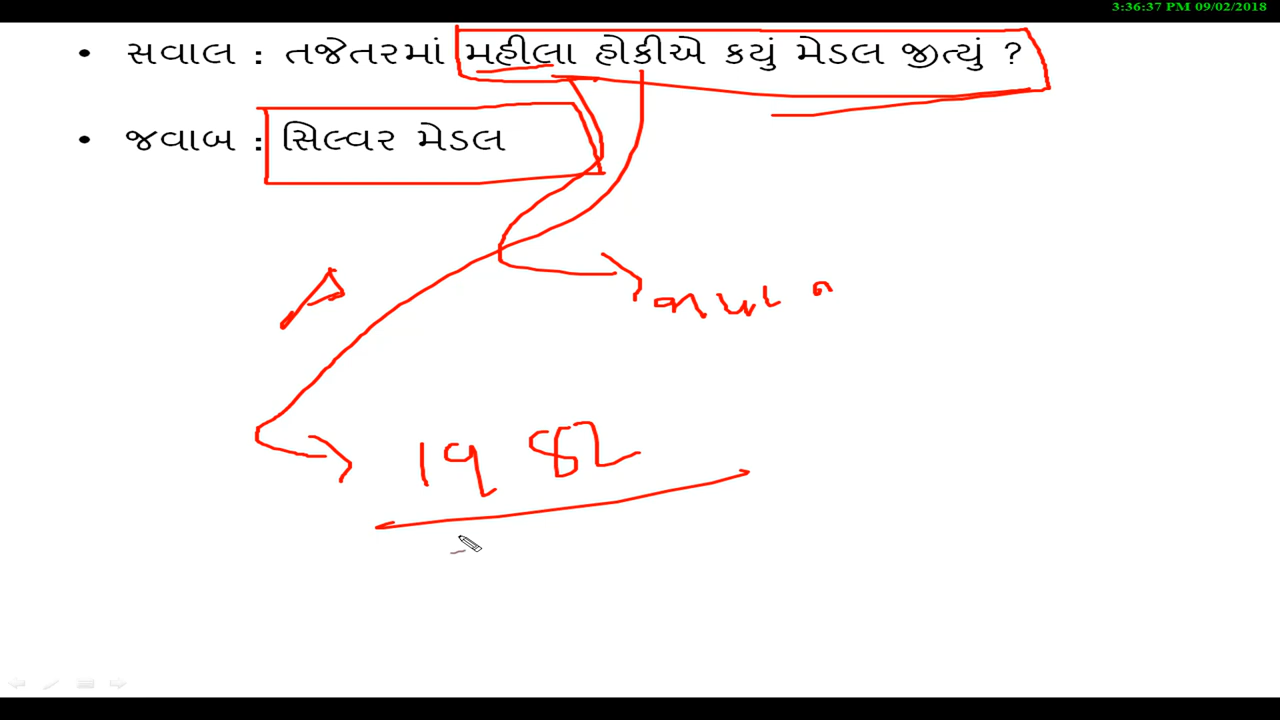 3:36:37 PM 09/02/2018
• સવાલ : તજેતરમાં મહીલા હોકીએ કયું મેડલ જીત્યું ?
• જવાબ : સિલ્વર મેડલ
1982